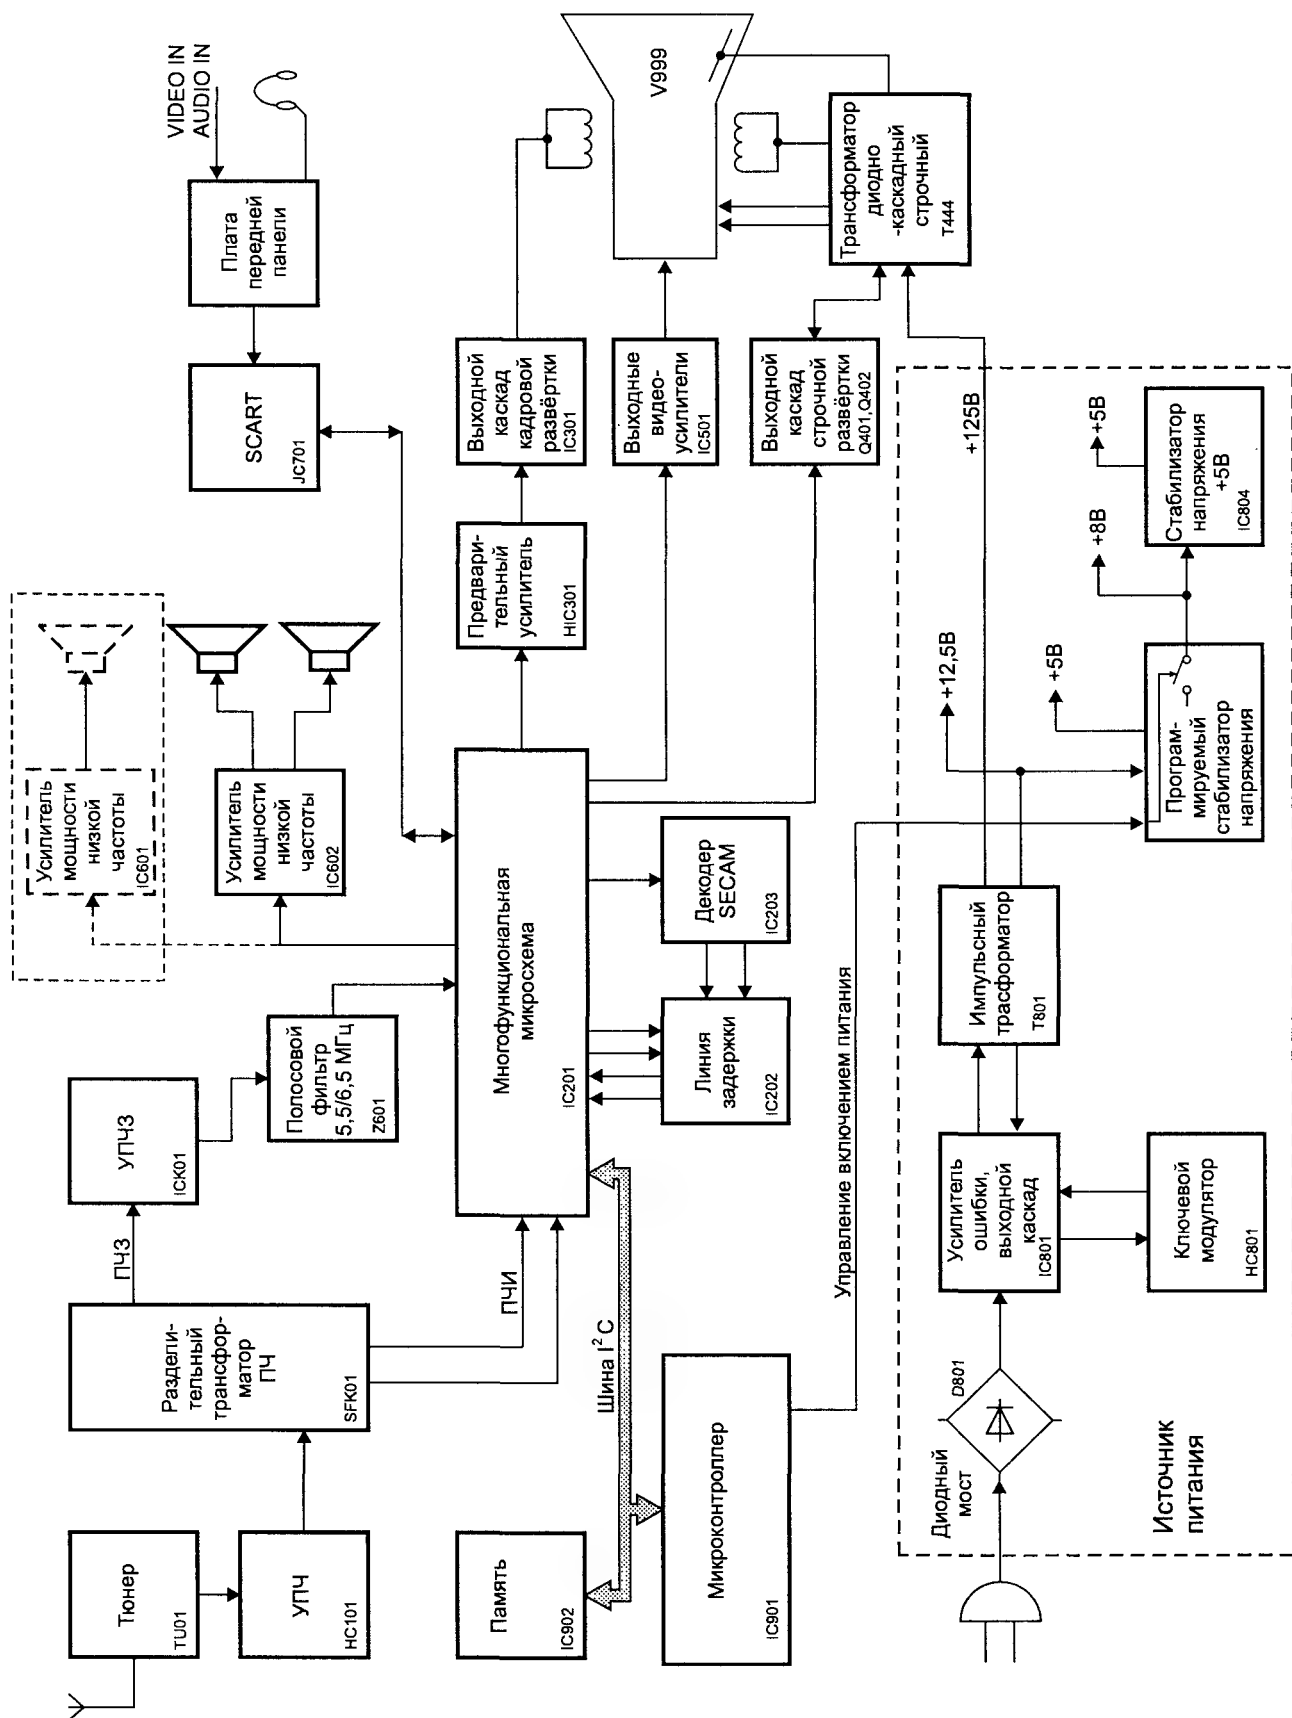 VIDEO IN
AUDIO IN
Плата
передней
панели
SCART
JC701
Усилитель
мощности
низкой
частоты
IC601
Усилитель
мощности
низкой
частоты
IC602
УПЧЗ
ICK01
Полосовой
фильтр
5,5/6,5 МГц
Z601
ПЧЗ
Раздели-
тельный
трансфор-
матор
ПЧ
SFK01
Тюнер
TU01
УПЧ
HC101
V999
Трансформатор
диодно
-каскадный
строчный
T444
Выходной
каскад
кадровой
развёртки
IC301
Выходные
видео-
усилители
IC501
Выходной
каскад
строчной
развёртки
Q401,Q402
Предвари-
тельный
усилитель
HIC301
Многофункциональная
микросхема
IC201
Декодер
SECAM
IC203
Линия
задержки
IC202
ПЧИ
Шина I²C
Память
IC902
Микроконтроллер
IC901
Управление включением питания
+125В
+5В
Стабилизатор
напряжения
+5В
IC804
+8В
+12,5В
+5В
Програм-
мируемый
стабилизатор
напряжения
Импульсный
трасформатор
T801
Усилитель
ошибки,
выходной
каскад
IC801
Ключевой
модулятор
HC801
D801
Диодный
мост
Источник
питания